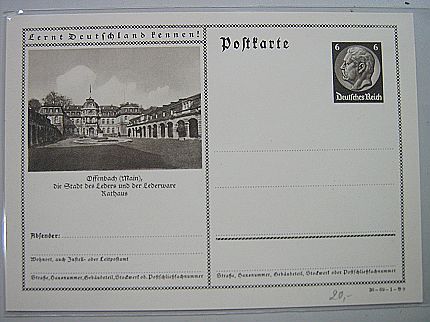 Lernt Deutschland kennen!
Postkarte
6 6
Deutsches Reich
Offenbach (Main),
die Stadt des Leders und der Lederware
Rathaus
Absender:
Wohnort, auch Zustell- oder Leitpostamt
Straße, Hausnummer, Gebäudeteil, Stockwerk od. Postschließfachnummer
Straße, Hausnummer, Gebäudeteil, Stockwerk oder Postschließfachnummer
20,-